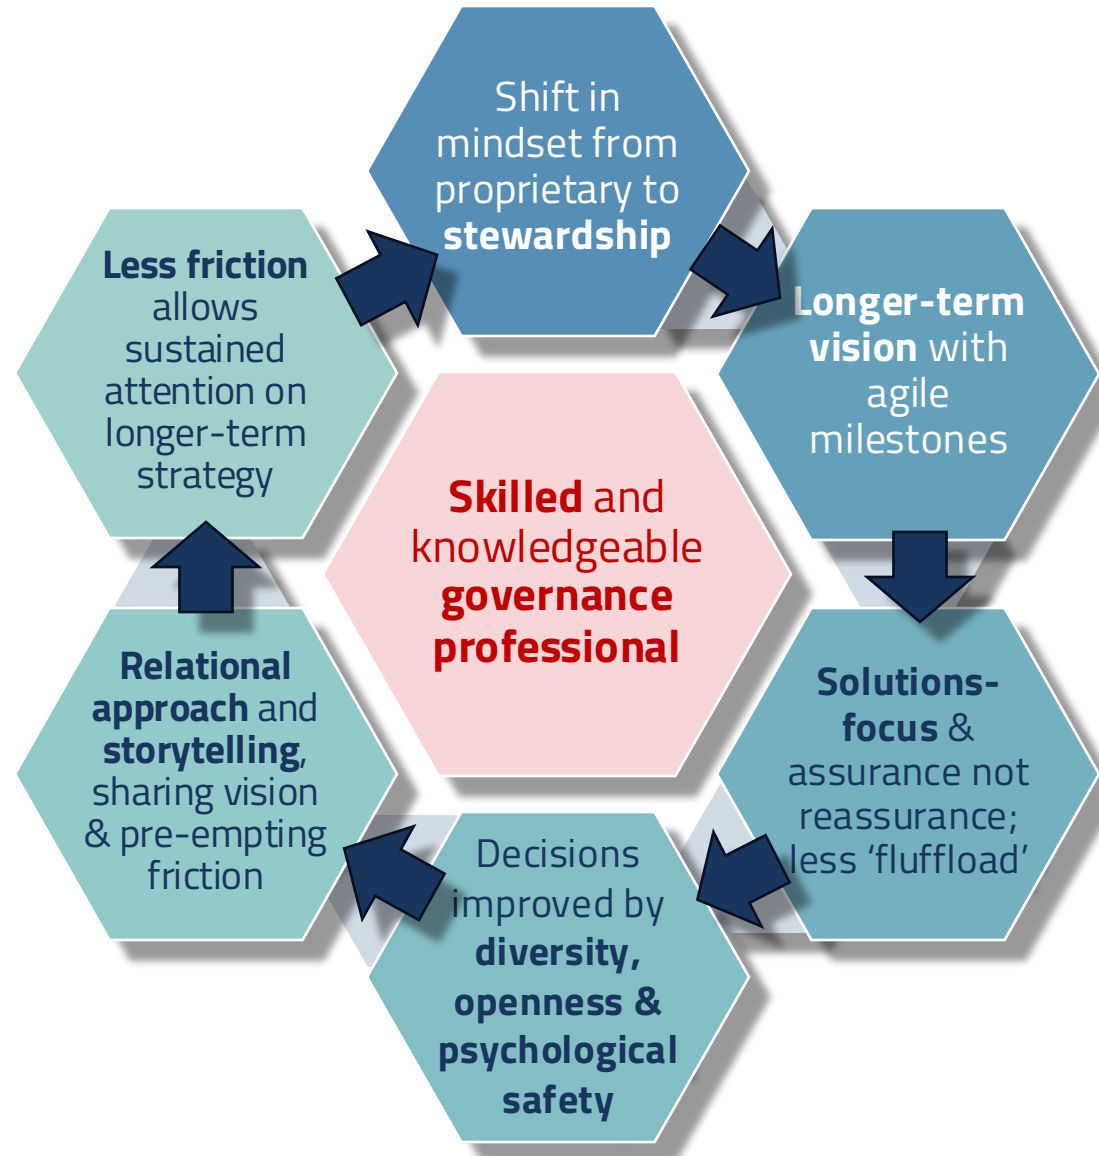 Shift in
mindset from
proprietary to
stewardship
Longer-term
vision with
agile
milestones
Solutions-
focus &
assurance not
reassurance;
less ‘fluffload’
Decisions
improved by
diversity,
openness &
psychological
safety
Relational
approach and
storytelling,
sharing vision
& pre-empting
friction
Less friction
allows
sustained
attention on
longer-term
strategy
Skilled and
knowledgeable
governance
professional